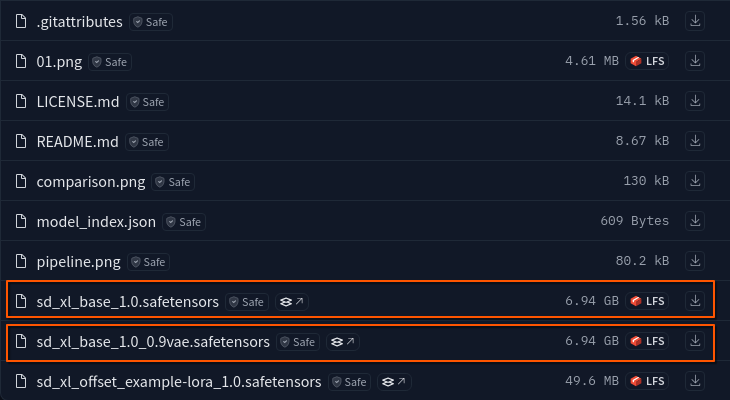 .gitattributes Safe 1.56 kB
01.png Safe 4.61 MB LFS
LICENSE.md Safe 14.1 kB
README.md Safe 8.67 kB
comparison.png Safe 130 kB
model_index.json Safe 609 Bytes
pipeline.png Safe 80.2 kB
sd_xl_base_1.0.safetensors Safe 6.94 GB LFS
sd_xl_base_1.0_0.9vae.safetensors Safe 6.94 GB LFS
sd_xl_offset_example-lora_1.0.safetensors Safe 49.6 MB LFS